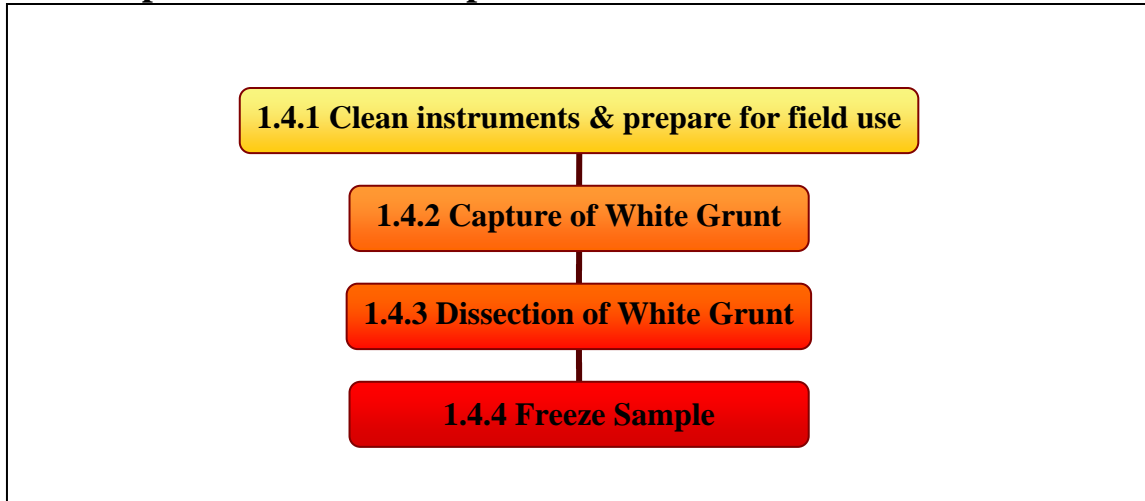 1.4.1 Clean instruments & prepare for field use
1.4.2 Capture of White Grunt
1.4.3 Dissection of White Grunt
1.4.4 Freeze Sample